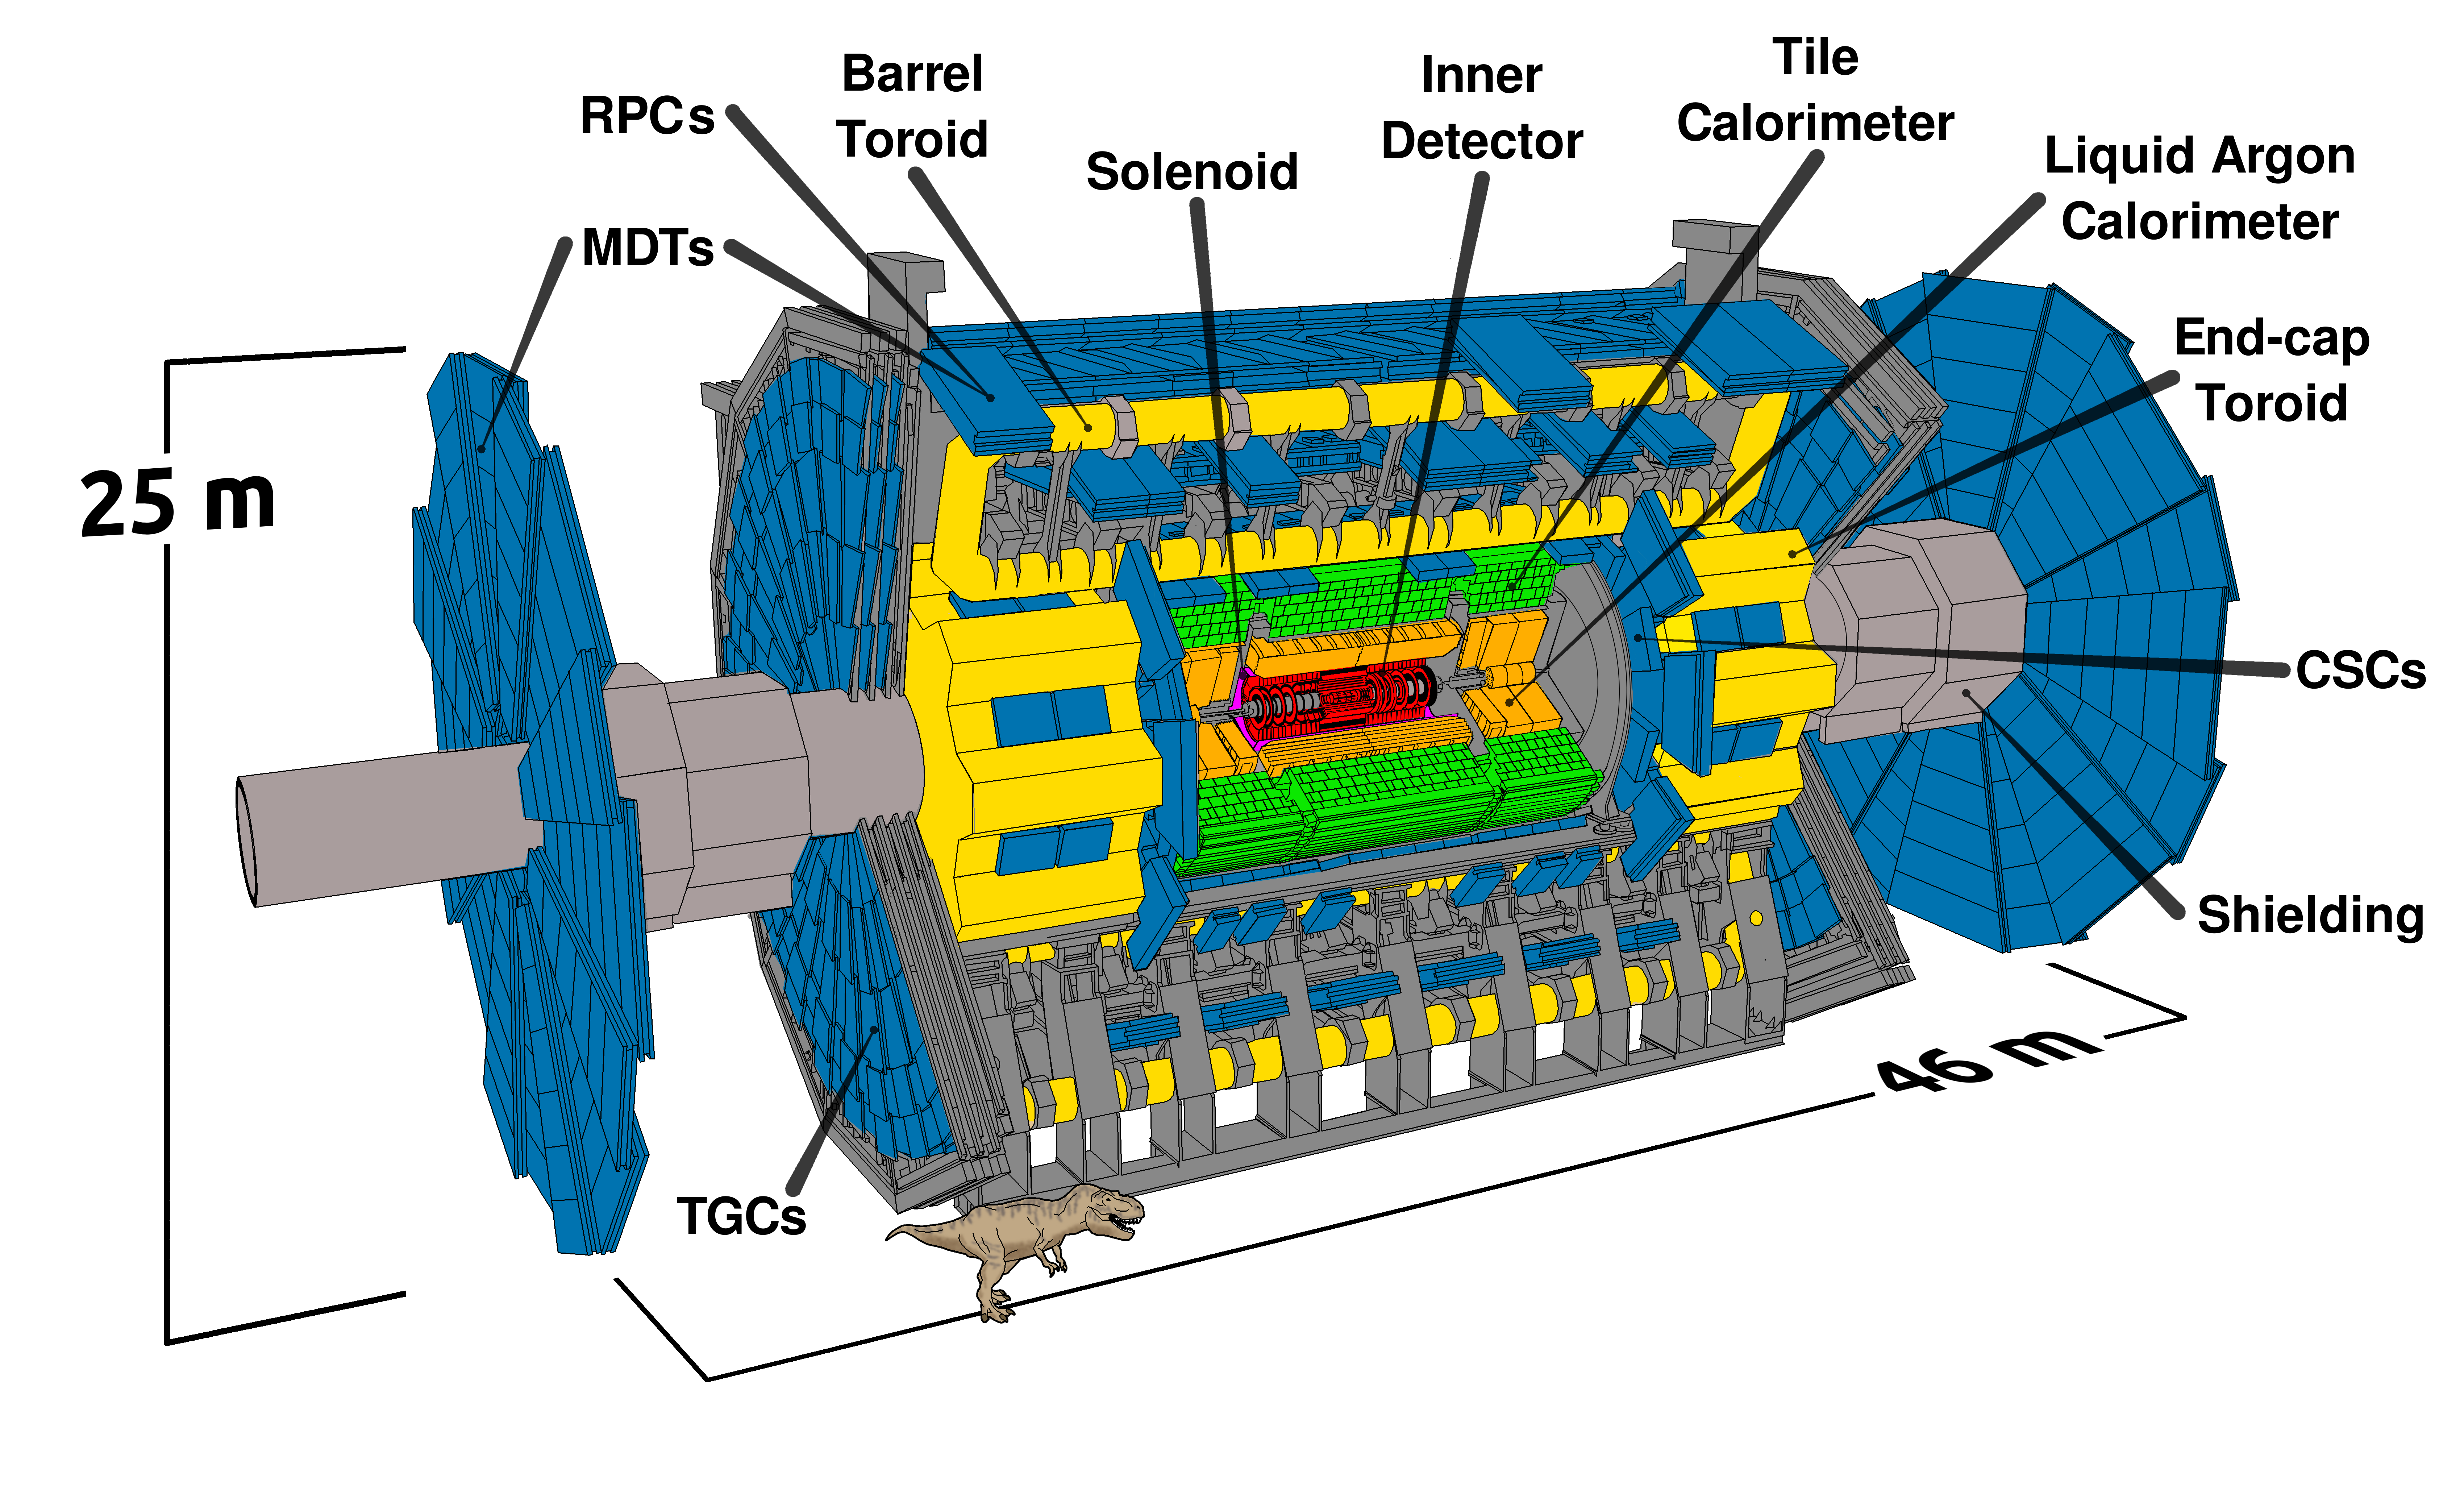 RPCs
Barrel
Toroid
Solenoid
Inner
Detector
Tile
Calorimeter
Liquid Argon
Calorimeter
MDTs
End-cap
Toroid
25 m
CSCs
Shielding
46 m
TGCs